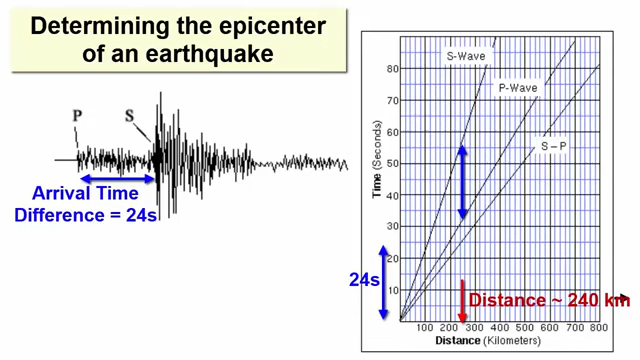 Determining the epicenter
of an earthquake
P
S
Arrival Time
Difference = 24s
S-Wave
P-Wave
S – P
Time (Seconds)
80
70
60
50
40
30
20
10
24s
Distance ~ 240 km
100 200 300 400 500 600 700 800
Distance (Kilometers)